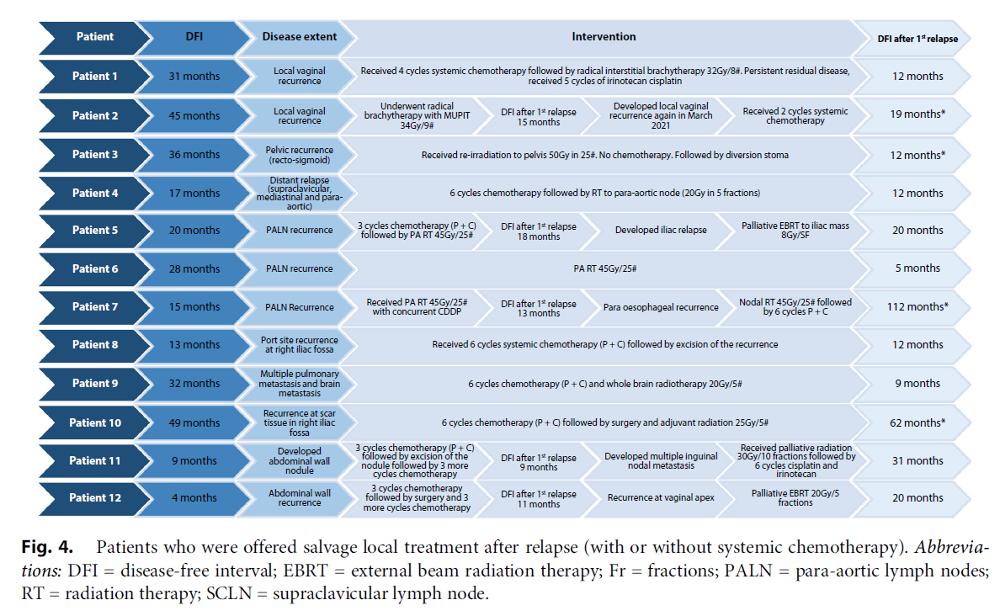 Patient DFI Disease extent Intervention DFI after 1st relapse
Patient 1
31 months
Local vaginal
recurrence
Received 4 cycles systemic chemotherapy followed by radical interstitial brachytherapy 32Gy/8#. Persistent residual disease,
received 5 cycles of irinotecan cisplatin
12 months
Patient 2
45 months
Local vaginal
recurrence
Underwent radical
brachytherapy with MUPIT
34Gy/9#
DFI after 1st relapse
15 months
Developed local vaginal
recurrence again in March
2021
Received 2 cycles systemic
chemotherapy
19 months*
Patient 3
36 months
Pelvic recurrence
(recto-sigmoid)
Received re-irradiation to pelvis 50Gy in 25#. No chemotherapy. Followed by diversion stoma
12 months*
Patient 4
17 months
Distant relapse
(supraclavicular,
mediastinal and para-
aortic)
6 cycles chemotherapy followed by RT to para-aortic node (20Gy in 5 fractions)
12 months
Patient 5
20 months
PALN recurrence
3 cycles chemotherapy (P + C)
followed by PA RT 45Gy/25#
DFI after 1st relapse
18 months
Developed iliac relapse
Palliative EBRT to iliac mass
8Gy/SF
20 months
Patient 6
28 months
PALN recurrence
PA RT 45Gy/25#
5 months
Patient 7
15 months
PALN Recurrence
Received PA RT 45Gy/25#
with concurrent CDDP
DFI after 1st relapse
13 months
Para oesophageal recurrence
Nodal RT 45Gy/25# followed
by 6 cycles P + C
112 months*
Patient 8
13 months
Port site recurrence
at right iliac fossa
Received 6 cycles systemic chemotherapy (P + C) followed by excision of the recurrence
12 months
Patient 9
32 months
Multiple pulmonary
metastasis and brain
metastasis
6 cycles chemotherapy (P + C) and whole brain radiotherapy 20Gy/5#
9 months
Patient 10
49 months
Recurrence at scar
tissue in right iliac
fossa
6 cycles chemotherapy (P + C) followed by surgery and adjuvant radiation 25Gy/5#
62 months*
Patient 11
9 months
Developed
abdominal wall
nodule
3 cycles chemotherapy (P + C)
followed by excision of the
nodule followed by 3 more
cycles chemotherapy
DFI after 1st relapse
9 months
Developed multiple inguinal
nodal metastasis
Received palliative radiation
30Gy/10 fractions followed by
6 cycles cisplatin and
irinotecan
31 months
Patient 12
4 months
Abdominal wall
recurrence
3 cycles chemotherapy
followed by surgery and 3
more cycles chemotherapy
DFI after 1st relapse
11 months
Recurrence at vaginal apex
Palliative EBRT 20Gy/5
fractions
20 months
Fig. 4. Patients who were offered salvage local treatment after relapse (with or without systemic chemotherapy). Abbrevia-
tions: DFI = disease-free interval; EBRT = external beam radiation therapy; Fr = fractions; PALN = para-aortic lymph nodes;
RT = radiation therapy; SCLN = supraclavicular lymph node.